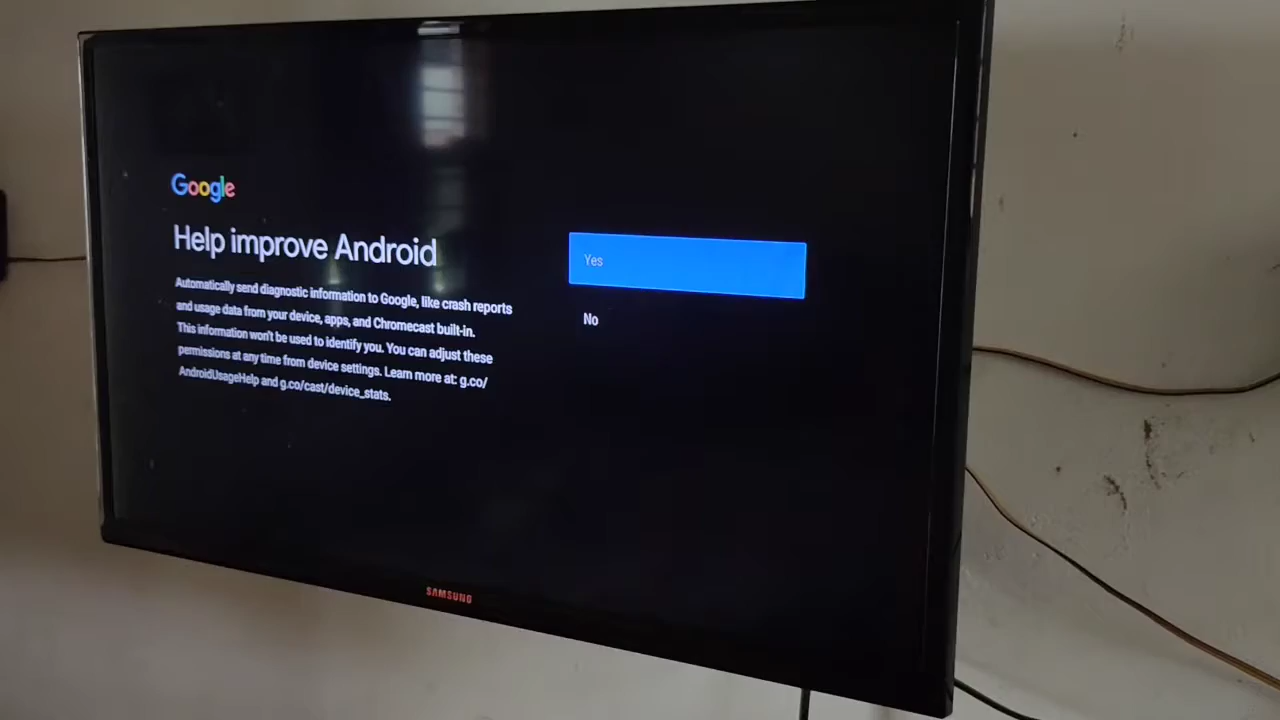 Google
Help improve Android
Automatically send diagnostic information to Google, like crash reports
and usage data from your device, apps, and Chromecast built-in.
This information won't be used to identify you. You can adjust these
permissions at any time from device settings. Learn more at: g.co/
AndroidUsageHelp and g.co/cast/device_stats.
Yes
No
SAMSUNG